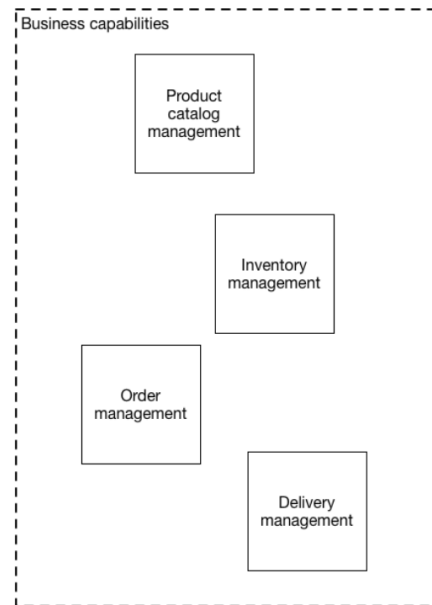 Business capabilities
Product
catalog
management
Inventory
management
Order
management
Delivery
management